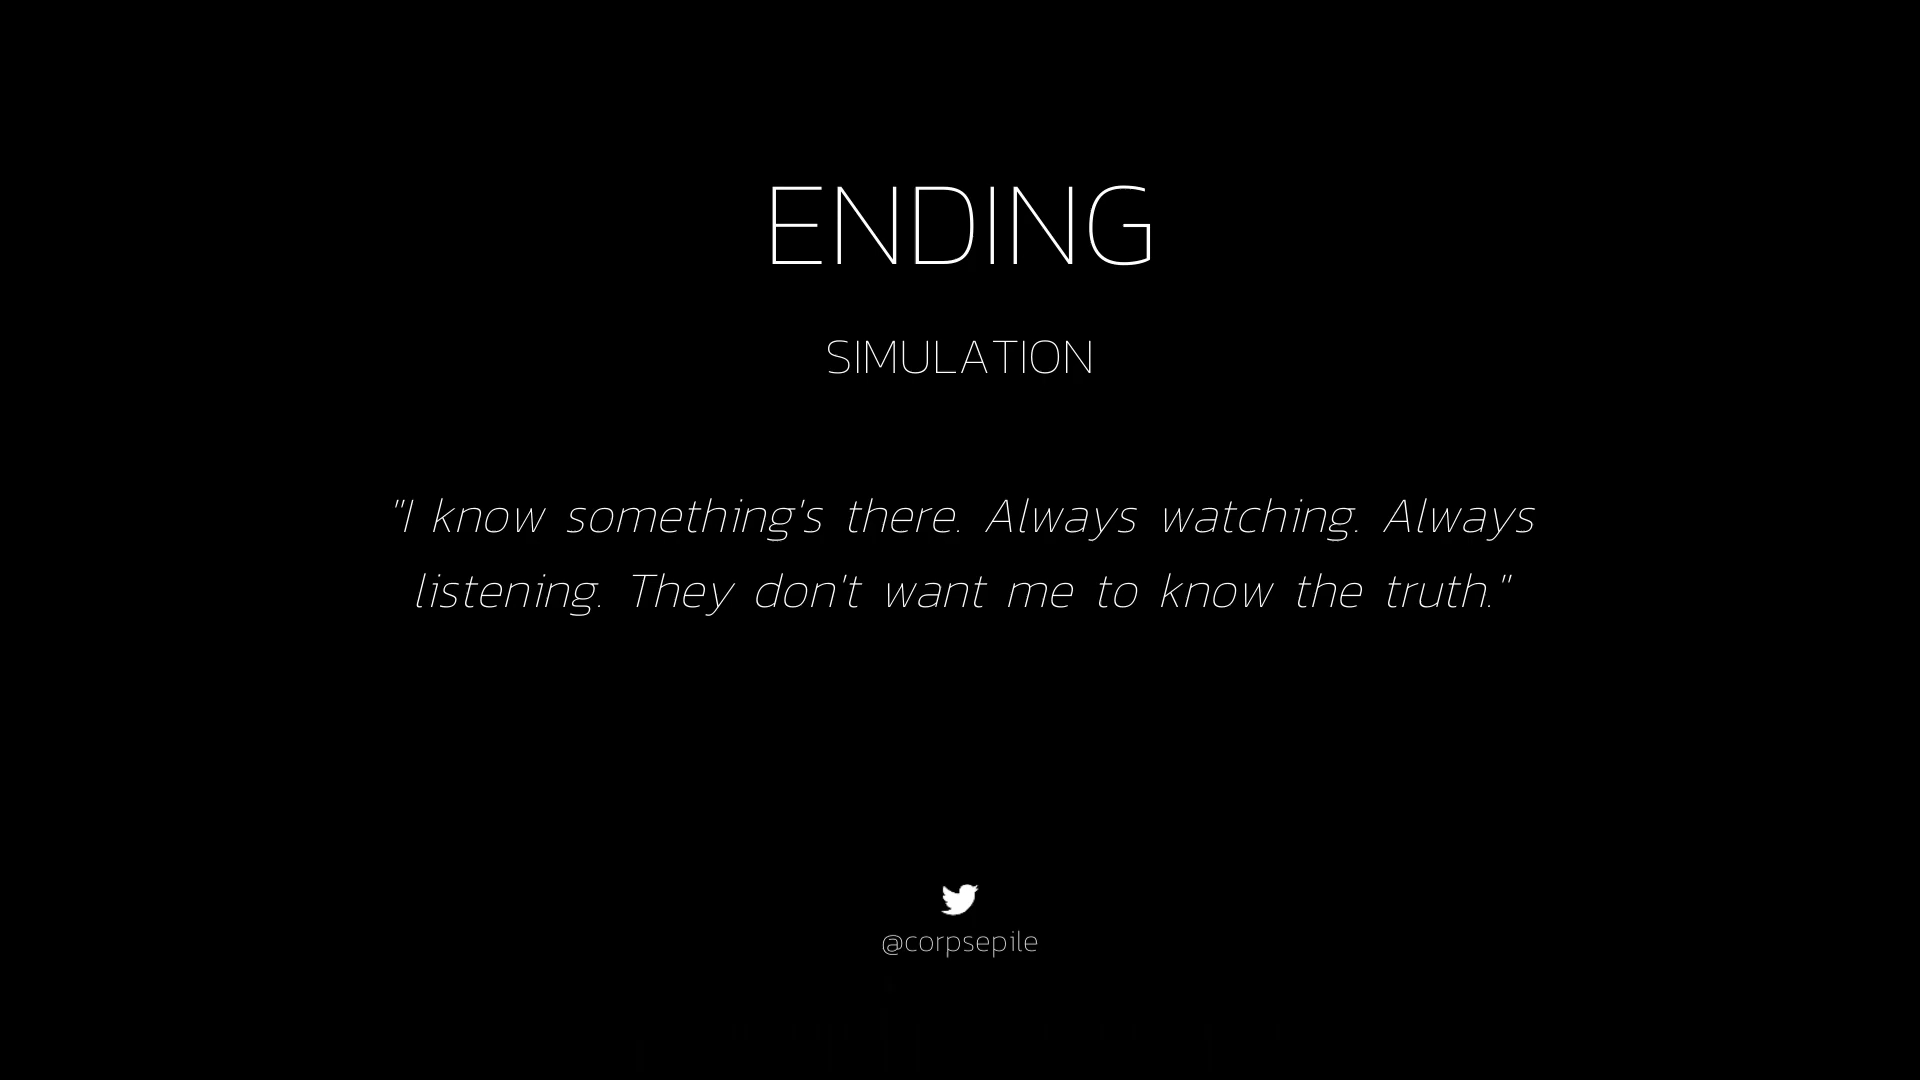 ENDING
SIMULATION
"I know something's there. Always watching. Always
listening. They don't want me to know the truth."
@corpsepile